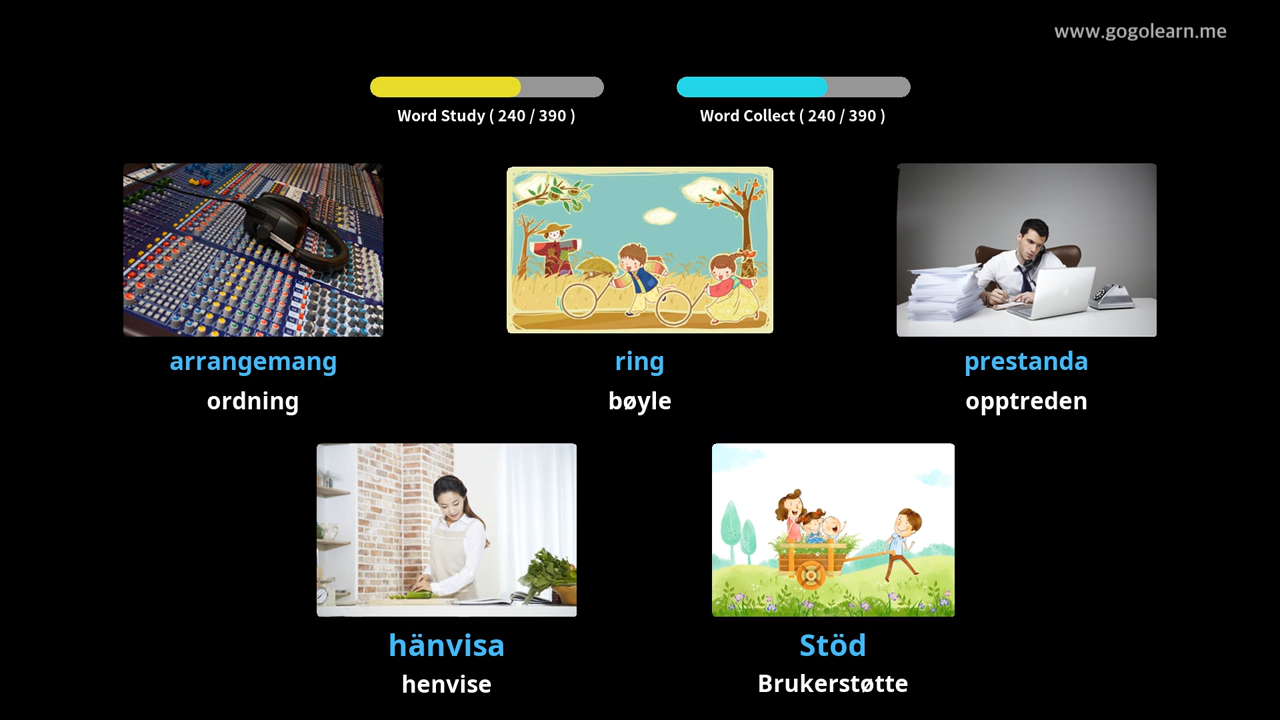 www.gogolearn.me
Word Study ( 240 / 390 )
Word Collect ( 240 / 390 )
arrangemang
ordning
ring
bøyle
prestanda
opptreden
hänvisa
henvise
Stöd
Brukerstøtte